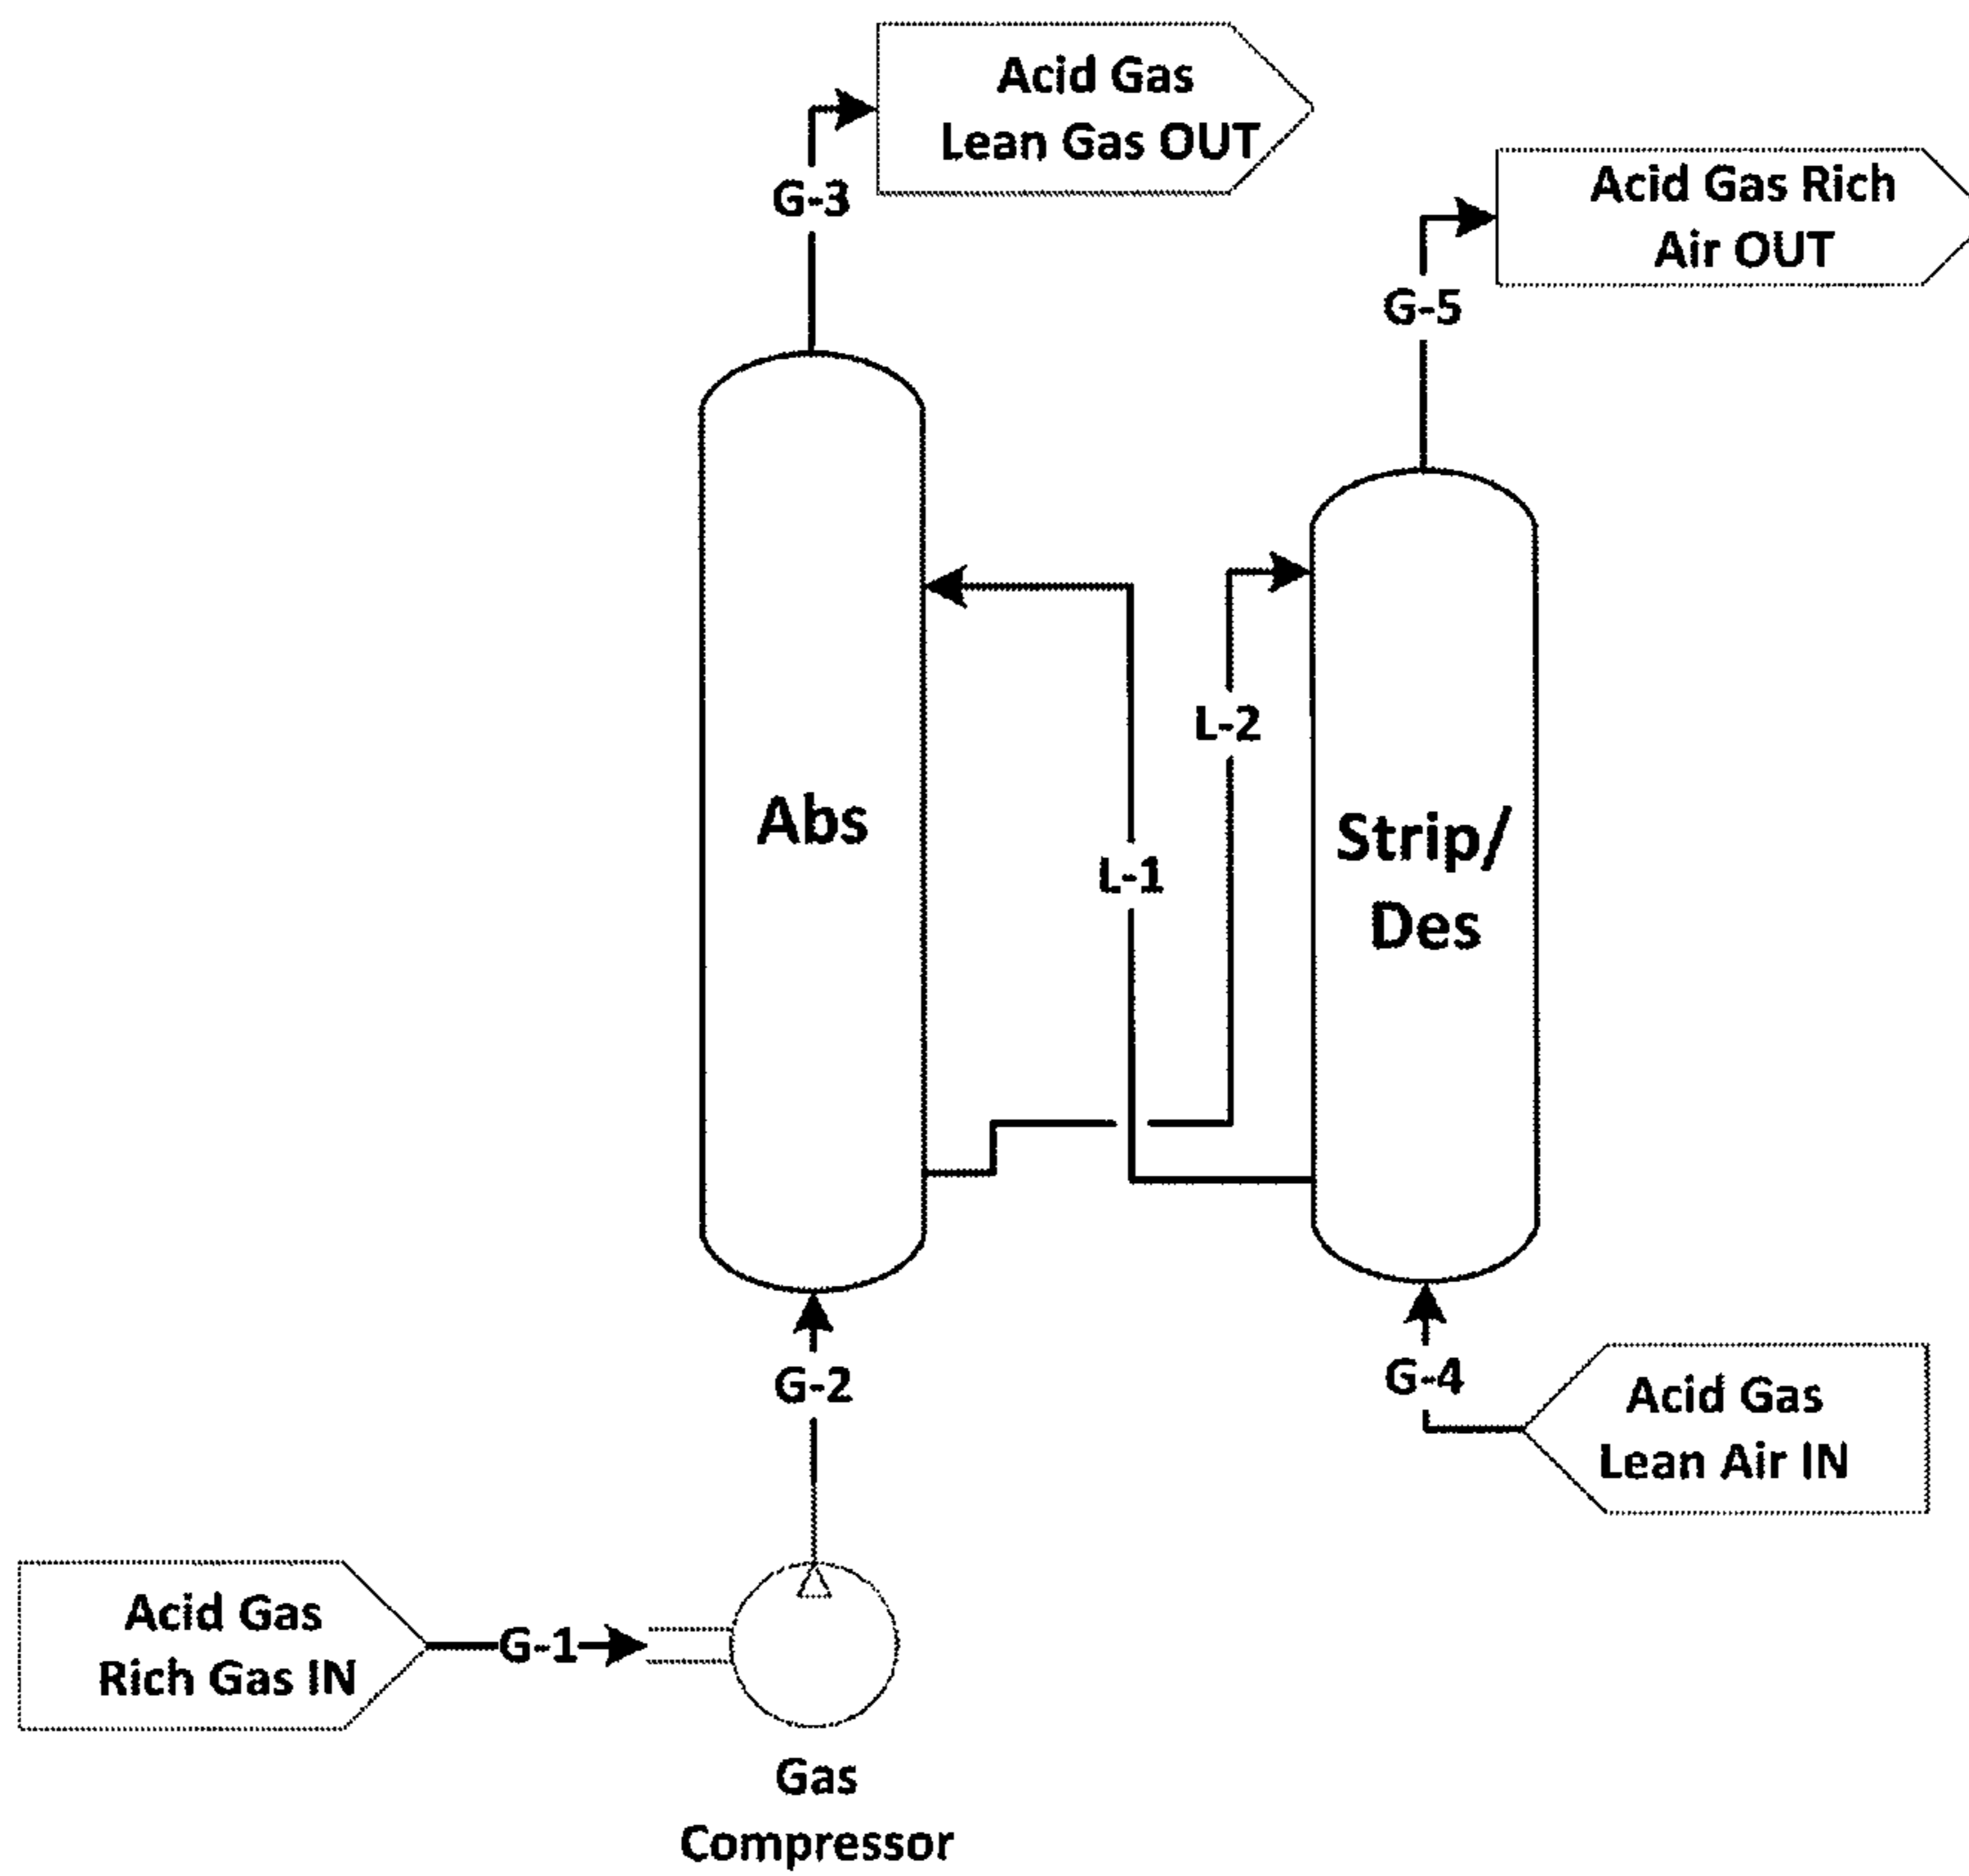 Acid Gas
Lean Gas OUT
Acid Gas Rich
Air OUT
G-3
G-5
L-2
Abs
Strip/
Des
L-1
G-2
G-4
Acid Gas
Lean Air IN
Acid Gas
Rich Gas IN
G-1
Gas
Compressor